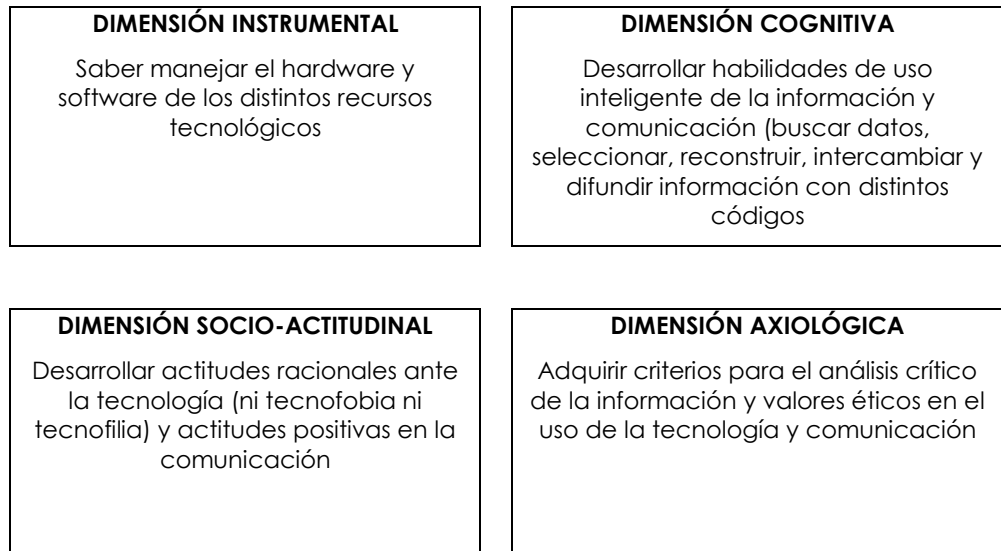 DIMENSIÓN INSTRUMENTAL
Saber manejar el hardware y
software de los distintos recursos
tecnológicos
DIMENSIÓN COGNITIVA
Desarrollar habilidades de uso
inteligente de la información y
comunicación (buscar datos,
seleccionar, reconstruir, intercambiar y
difundir información con distintos
códigos
DIMENSIÓN SOCIO-ACTITUDINAL
Desarrollar actitudes racionales ante
la tecnología (ni tecnofobia ni
tecnofilia) y actitudes positivas en la
comunicación
DIMENSIÓN AXIOLÓGICA
Adquirir criterios para el análisis crítico
de la información y valores éticos en el
uso de la tecnología y comunicación